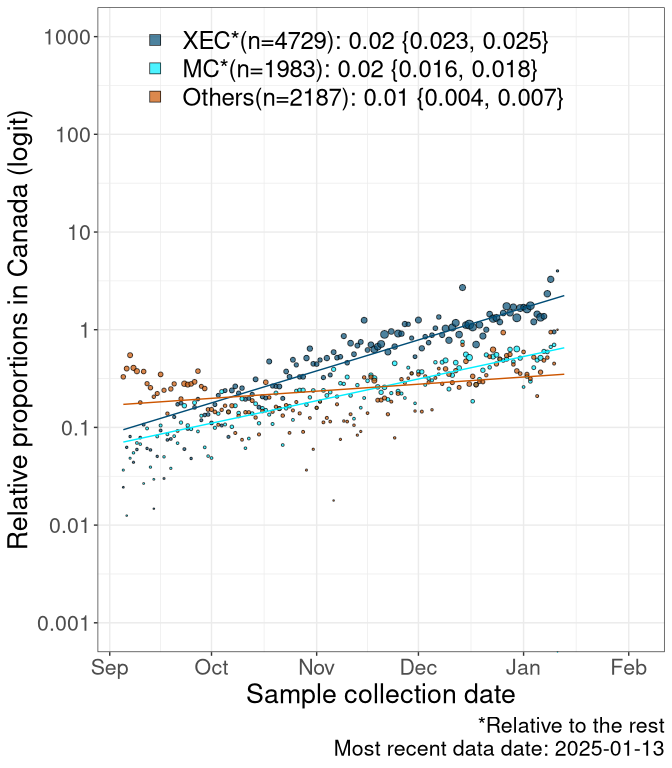 XEC*(n=4729): 0.02 {0.023, 0.025}
MC*(n=1983): 0.02 {0.016, 0.018}
Others(n=2187): 0.01 {0.004, 0.007}
Relative proportions in Canada (logit)
1000
100
10
1
0.1
0.01
0.001
Sep Oct Nov Dec Jan Feb
Sample collection date
*Relative to the rest
Most recent data date: 2025-01-13